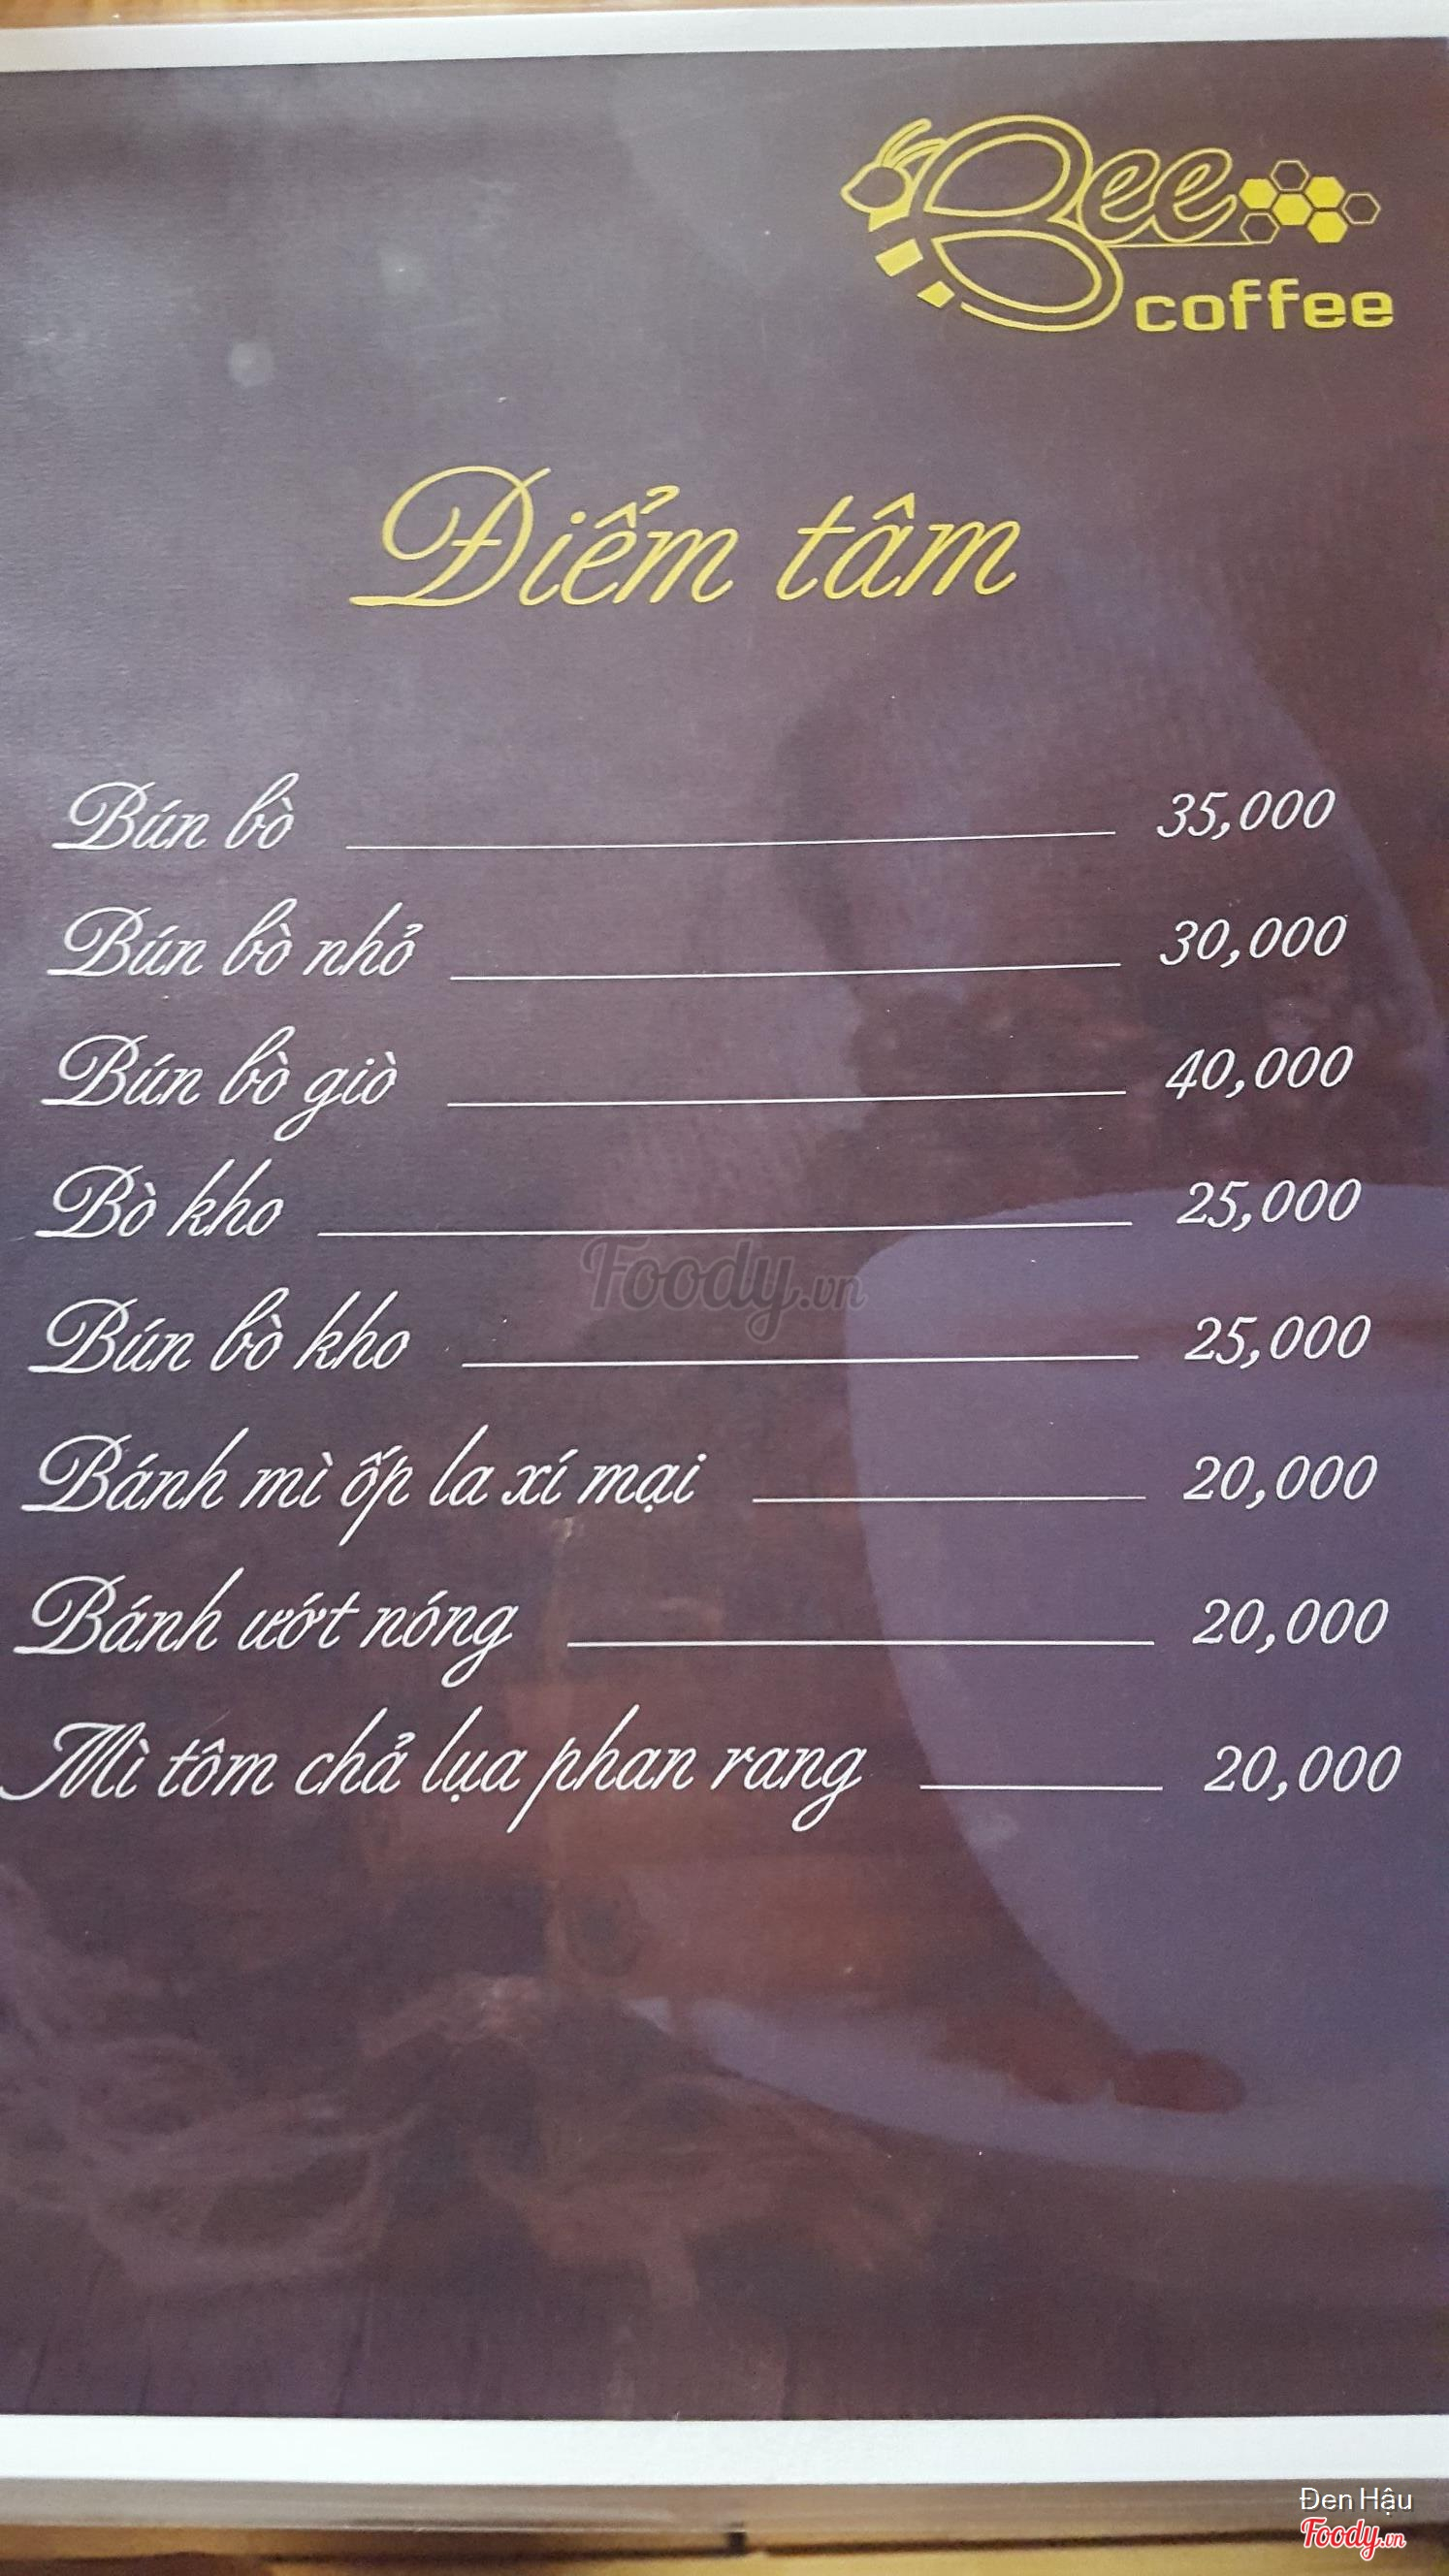 Bee
coffee
Điểm tâm
Bún bò 35,000
Bún bò nhỏ 30,000
Bún bò giò 40,000
Bò kho 25,000
Bún bò kho 25,000
Foody.vn
Bánh mì ốp la xí mại 20,000
Bánh ướt nóng 20,000
Mì tôm chả lụa phan rang 20,000
Đen Hậu
Foody.vn